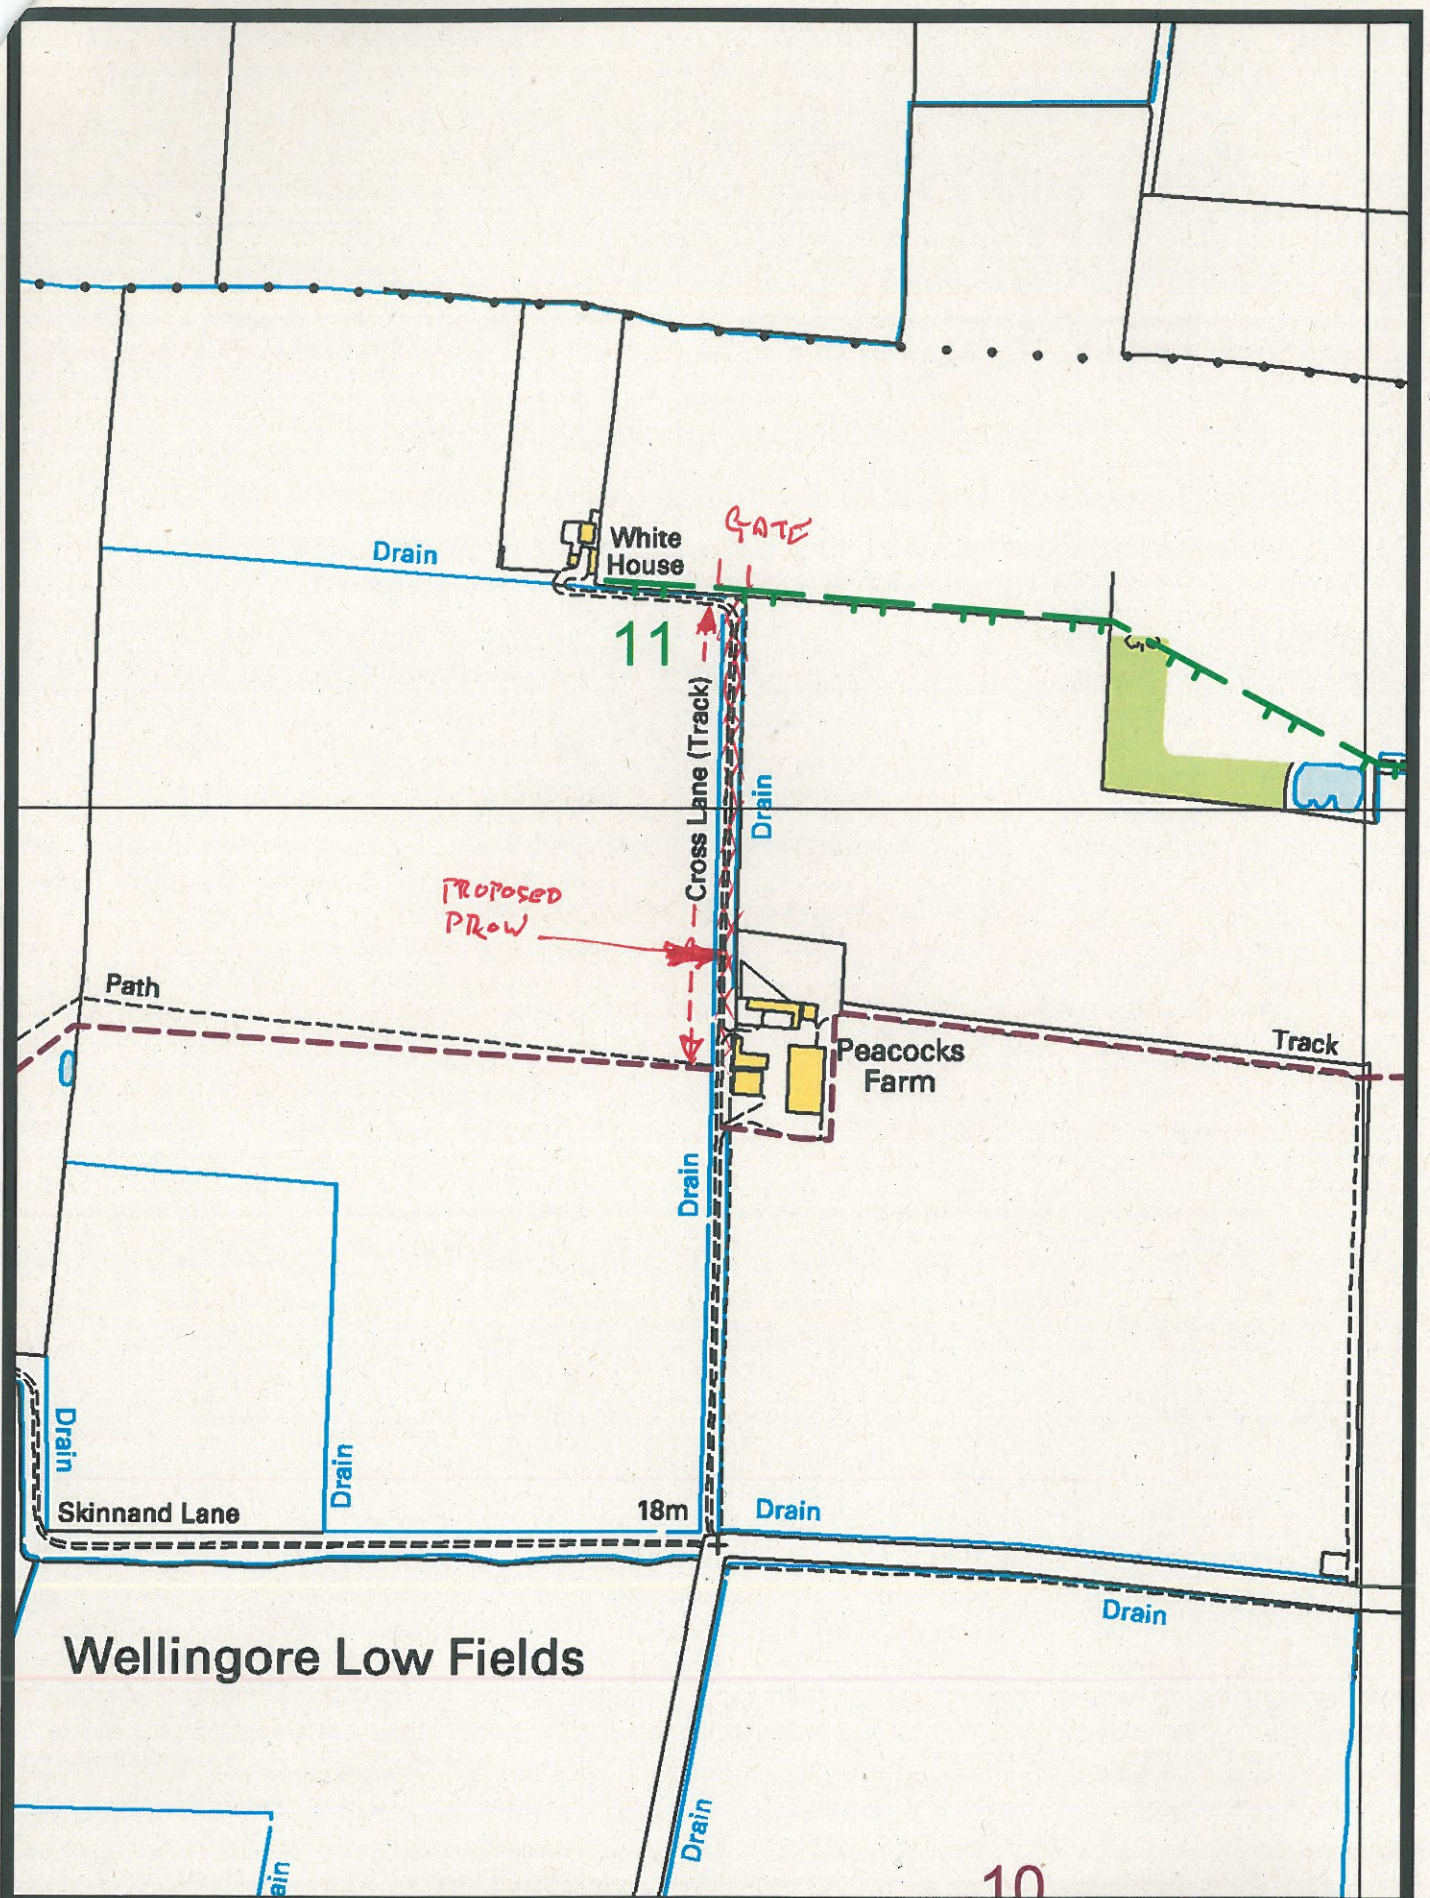 GATE
White
House
Drain
11
Cross Lane (Track)
Drain
PROPOSED
PROW
Path
Track
Peacocks
Farm
Drain
Drain
Drain
Skinnand Lane
18m
Drain
Drain
Wellingore Low Fields
Drain
ain
10